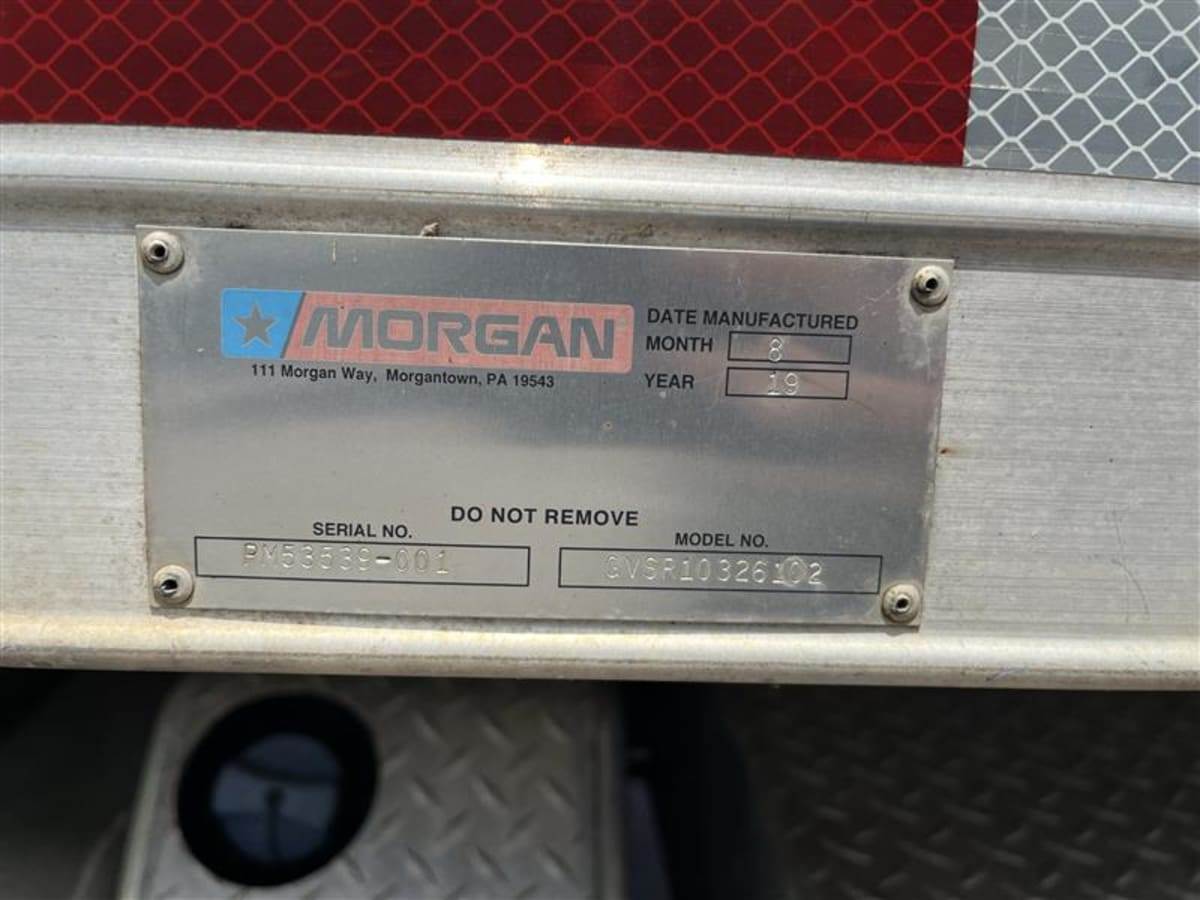 MORGAN
111 Morgan Way, Morgantown, PA 19543
DATE MANUFACTURED
MONTH 8
YEAR 19
DO NOT REMOVE
SERIAL NO.
PM53539-001
MODEL NO.
GVSR10326102